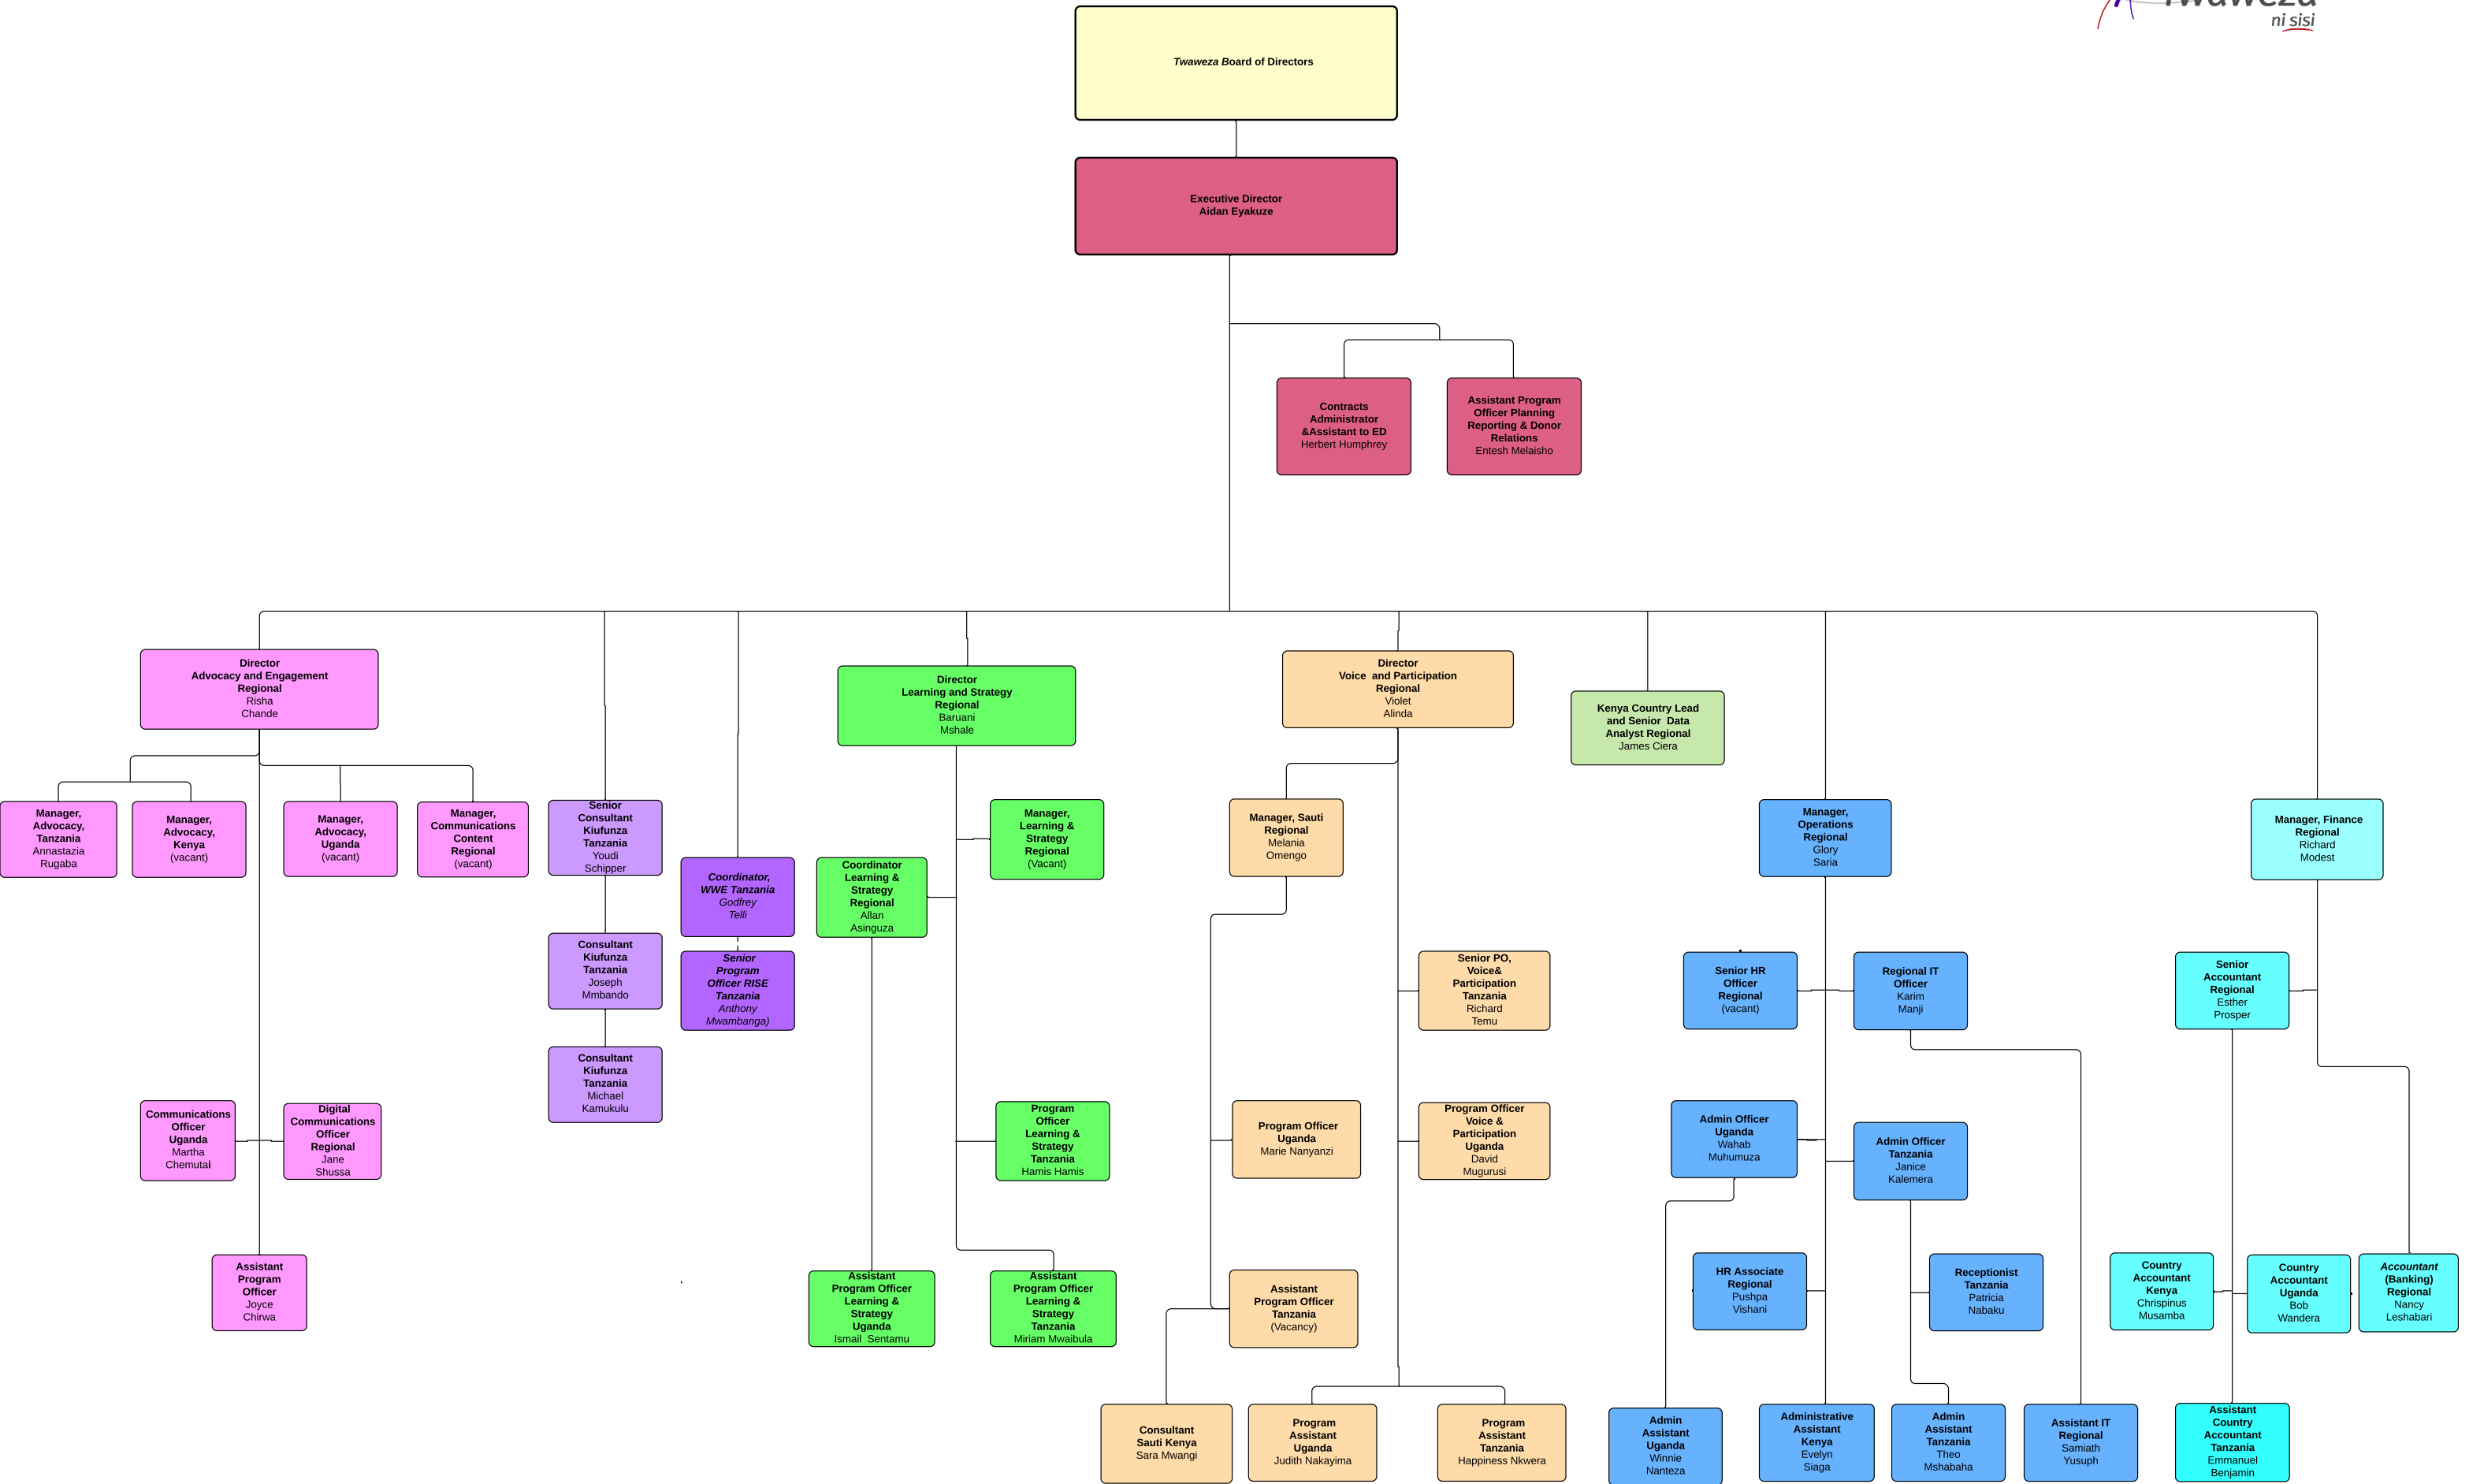 Twaweza
ni sisi
Twaweza Board of Directors
Executive Director
Aidan Eyakuze
Contracts
Administrator
&Assistant to ED
Herbert Humphrey
Assistant Program
Officer Planning
Reporting & Donor
Relations
Entesh Melaisho
Director
Advocacy and Engagement
Regional
Risha
Chande
Director
Learning and Strategy
Regional
Baruani
Mshale
Director
Voice and Participation
Regional
Violet
Alinda
Kenya Country Lead
and Senior Data
Analyst Regional
James Ciera
Manager,
Advocacy,
Tanzania
Annastazia
Rugaba
Manager,
Advocacy,
Kenya
(vacant)
Manager,
Advocacy,
Uganda
(vacant)
Manager,
Communications
Content
Regional
(vacant)
Senior
Consultant
Kiufunza
Tanzania
Youdi
Schipper
Coordinator,
WWE Tanzania
Godfrey
Telli
Coordinator
Learning &
Strategy
Regional
Allan
Asinguza
Manager,
Learning &
Strategy
Regional
(Vacant)
Manager, Sauti
Regional
Melania
Omengo
Manager,
Operations
Regional
Glory
Saria
Manager, Finance
Regional
Richard
Modest
Consultant
Kiufunza
Tanzania
Joseph
Mmbando
Senior
Program
Officer RISE
Tanzania
Anthony
Mwambanga)
Senior PO,
Voice&
Participation
Tanzania
Richard
Temu
Senior HR
Officer
Regional
(vacant)
Regional IT
Officer
Karim
Manji
Senior
Accountant
Regional
Esther
Prosper
Consultant
Kiufunza
Tanzania
Michael
Kamukulu
Communications
Officer
Uganda
Martha
Chemutai
Digital
Communications
Officer
Regional
Jane
Shussa
Program
Officer
Learning &
Strategy
Tanzania
Hamis Hamis
Program Officer
Uganda
Marie Nanyanzi
Program Officer
Voice &
Participation
Uganda
David
Mugurusi
Admin Officer
Uganda
Wahab
Muhumuza
Admin Officer
Tanzania
Janice
Kalemera
Assistant
Program
Officer
Joyce
Chirwa
Assistant
Program Officer
Learning &
Strategy
Uganda
Ismail Sentamu
Assistant
Program Officer
Learning &
Strategy
Tanzania
Miriam Mwaibula
Assistant
Program Officer
Tanzania
(Vacancy)
HR Associate
Regional
Pushpa
Vishani
Receptionist
Tanzania
Patricia
Nabaku
Country
Accountant
Kenya
Chrispinus
Musamba
Country
Accountant
Uganda
Bob
Wandera
Accountant
(Banking)
Regional
Nancy
Leshabari
Consultant
Sauti Kenya
Sara Mwangi
Program
Assistant
Uganda
Judith Nakayima
Program
Assistant
Tanzania
Happiness Nkwera
Admin
Assistant
Uganda
Winnie
Nanteza
Administrative
Assistant
Kenya
Evelyn
Siaga
Admin
Assistant
Tanzania
Theo
Mshabaha
Assistant IT
Regional
Samiath
Yusuph
Assistant
Country
Accountant
Tanzania
Emmanuel
Benjamin